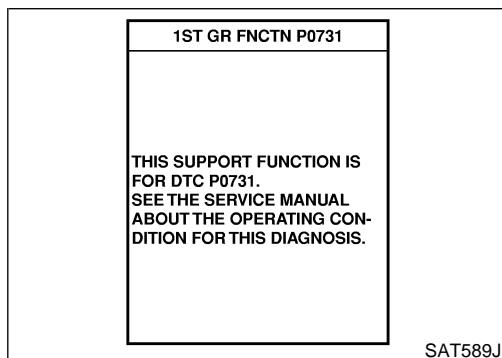 1ST GR FNCTN P0731
THIS SUPPORT FUNCTION IS
FOR DTC P0731.
SEE THE SERVICE MANUAL
ABOUT THE OPERATING CON-
DITION FOR THIS DIAGNOSIS.
SAT589J